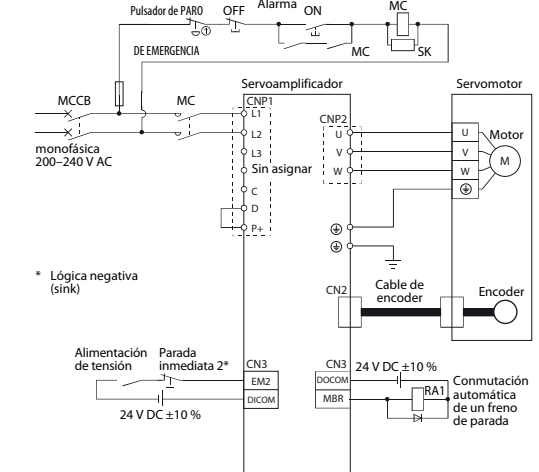 Alarma
MC
Pulsador de PARO
OFF
ON
1
DE EMERGENCIA
MC
SK
Servoamplificador
Servomotor
MCCB
MC
CNP1
L1
CNP2
L2
U
U
Motor
monofásica
200–240 V AC
L3
V
V
M
Sin asignar
W
W
C
D
P+
* Lógica negativa
(sink)
CN2
Cable de
encoder
Encoder
Alimentación
de tensión
Parada
inmediata 2*
CN3
CN3
24 V DC ±10 %
EM2
DOCOM
DICOM
MBR
RA1
24 V DC ±10 %
Conmutación
automática
de un freno
de parada